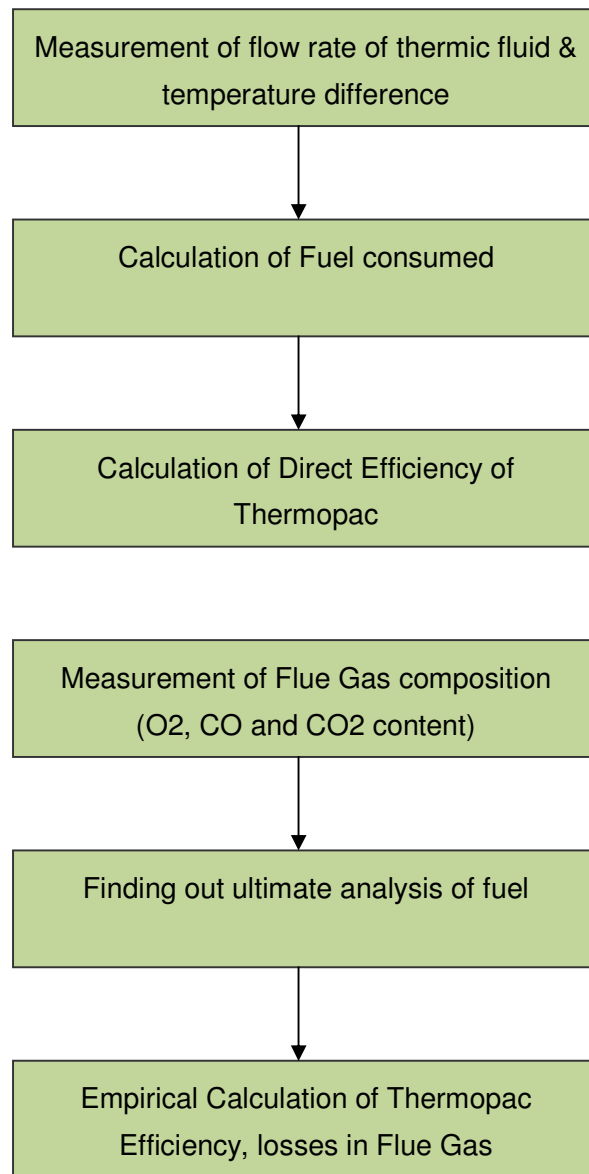 Measurement of flow rate of thermic fluid &
temperature difference
Calculation of Fuel consumed
Calculation of Direct Efficiency of
Thermopac
Measurement of Flue Gas composition
(O2, CO and CO2 content)
Finding out ultimate analysis of fuel
Empirical Calculation of Thermopac
Efficiency, losses in Flue Gas